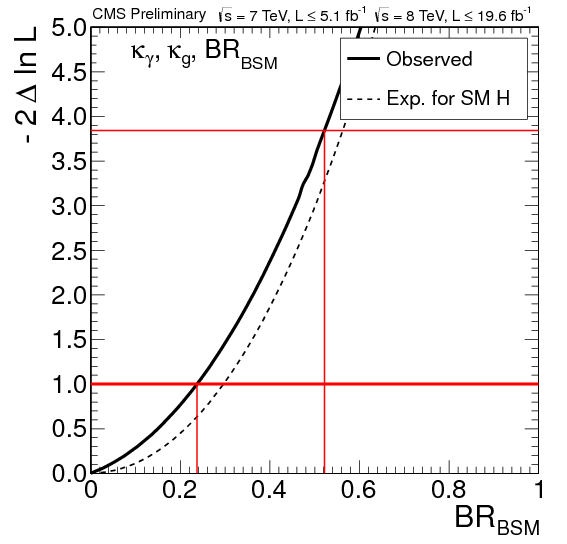 CMS Preliminary √s = 7 TeV, L ≤ 5.1 fb⁻¹ √s = 8 TeV, L ≤ 19.6 fb⁻¹
κγ, κg, BRBSM
Observed
Exp. for SM H
- 2 Δ ln L
5.0
4.5
4.0
3.5
3.0
2.5
2.0
1.5
1.0
0.5
0.0
0 0.2 0.4 0.6 0.8 1
BRBSM